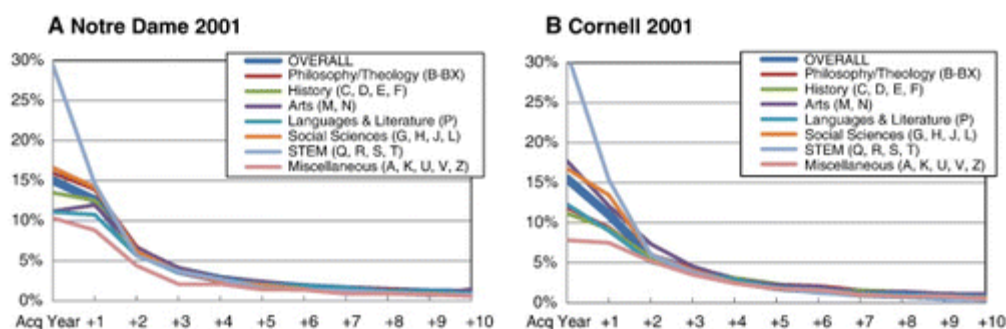 A Notre Dame 2001
30%
25%
20%
15%
10%
5%
0%
OVERALL
Philosophy/Theology (B-BX)
History (C, D, E, F)
Arts (M, N)
Languages & Literature (P)
Social Sciences (G, H, J, L)
STEM (Q, R, S, T)
Miscellaneous (A, K, U, V, Z)
Acq Year +1 +2 +3 +4 +5 +6 +7 +8 +9 +10
B Cornell 2001
30%
25%
20%
15%
10%
5%
0%
OVERALL
Philosophy/Theology (B-BX)
History (C, D, E, F)
Arts (M, N)
Languages & Literature (P)
Social Sciences (G, H, J, L)
STEM (Q, R, S, T)
Miscellaneous (A, K, U, V, Z)
Acq Year +1 +2 +3 +4 +5 +6 +7 +8 +9 +10